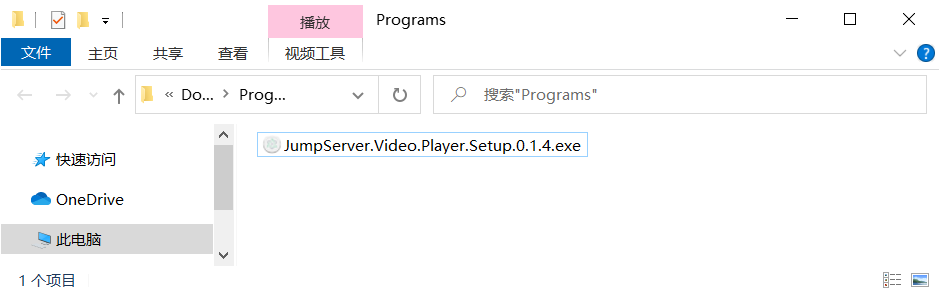 播放 Programs
文件 主页 共享 查看 视频工具
« Do... Prog... 搜索"Programs"
快速访问
JumpServer.Video.Player.Setup.0.1.4.exe
OneDrive
此电脑
1 个项目